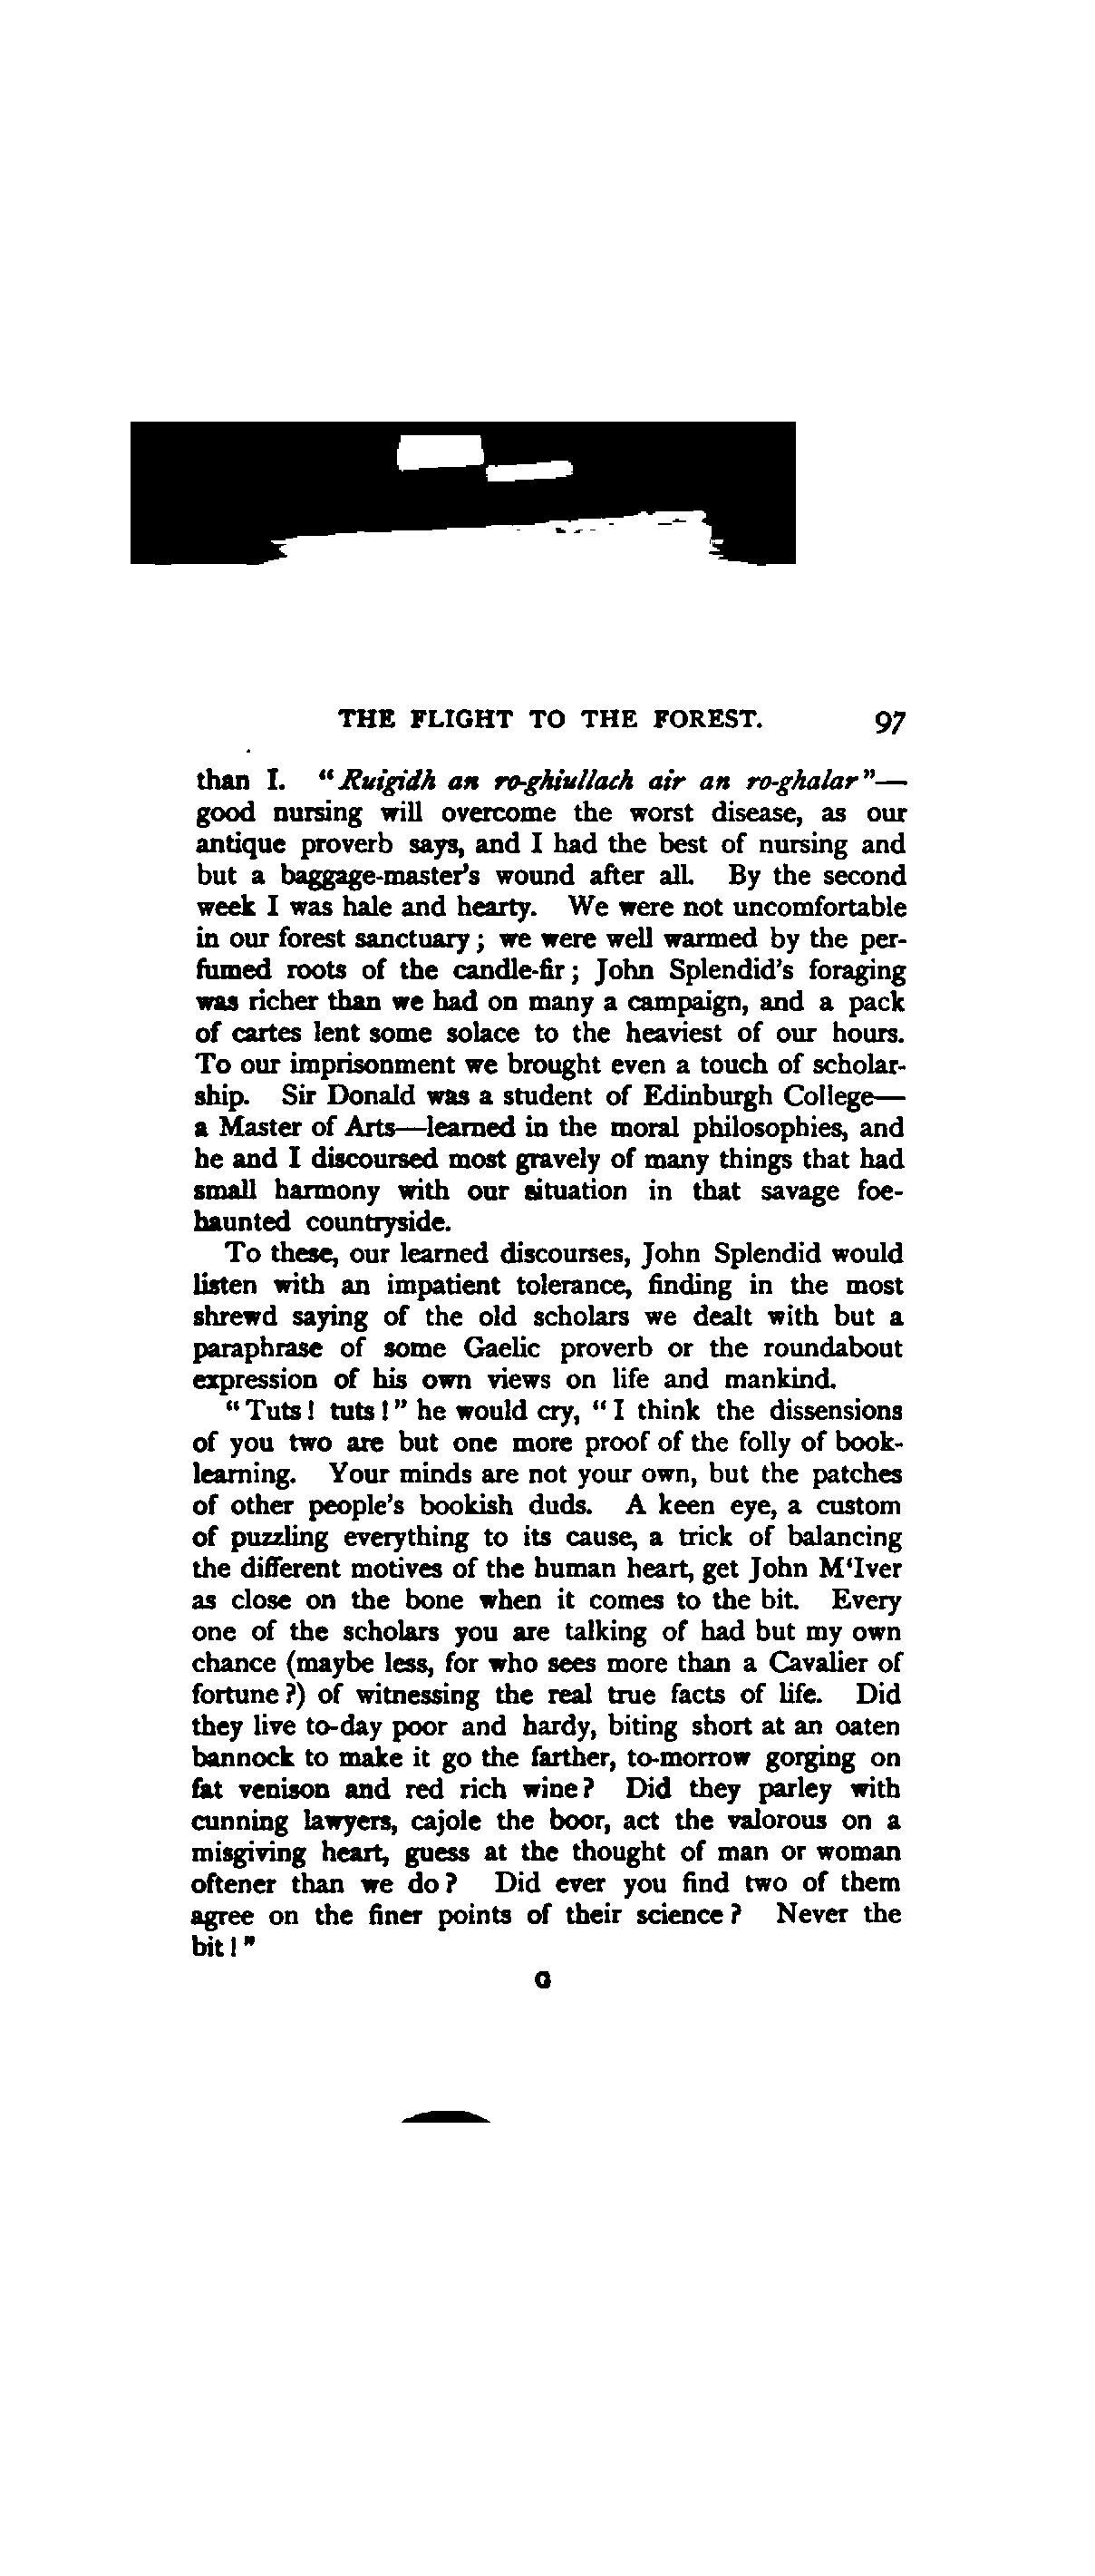 THE FLIGHT TO THE FOREST. 97
than I. "Ruigidh an ro-ghiullach air an ro-ghalar"—
good nursing will overcome the worst disease, as our
antique proverb says, and I had the best of nursing and
but a baggage-master's wound after all. By the second
week I was hale and hearty. We were not uncomfortable
in our forest sanctuary; we were well warmed by the per-
fumed roots of the candle-fir; John Splendid's foraging
was richer than we had on many a campaign, and a pack
of cartes lent some solace to the heaviest of our hours.
To our imprisonment we brought even a touch of scholar-
ship. Sir Donald was a student of Edinburgh College—
a Master of Arts—learned in the moral philosophies, and
he and I discoursed most gravely of many things that had
small harmony with our situation in that savage foe-
haunted countryside.
To these, our learned discourses, John Splendid would
listen with an impatient tolerance, finding in the most
shrewd saying of the old scholars we dealt with but a
paraphrase of some Gaelic proverb or the roundabout
expression of his own views on life and mankind.
"Tuts! tuts!" he would cry, "I think the dissensions
of you two are but one more proof of the folly of book-
learning. Your minds are not your own, but the patches
of other people's bookish duds. A keen eye, a custom
of puzzling everything to its cause, a trick of balancing
the different motives of the human heart, get John M'Iver
as close on the bone when it comes to the bit. Every
one of the scholars you are talking of had but my own
chance (maybe less, for who sees more than a Cavalier of
fortune?) of witnessing the real true facts of life. Did
they live to-day poor and hardy, biting short at an oaten
bannock to make it go the farther, to-morrow gorging on
fat venison and red rich wine? Did they parley with
cunning lawyers, cajole the boor, act the valorous on a
misgiving heart, guess at the thought of man or woman
oftener than we do? Did ever you find two of them
agree on the finer points of their science? Never the
bit!"
G